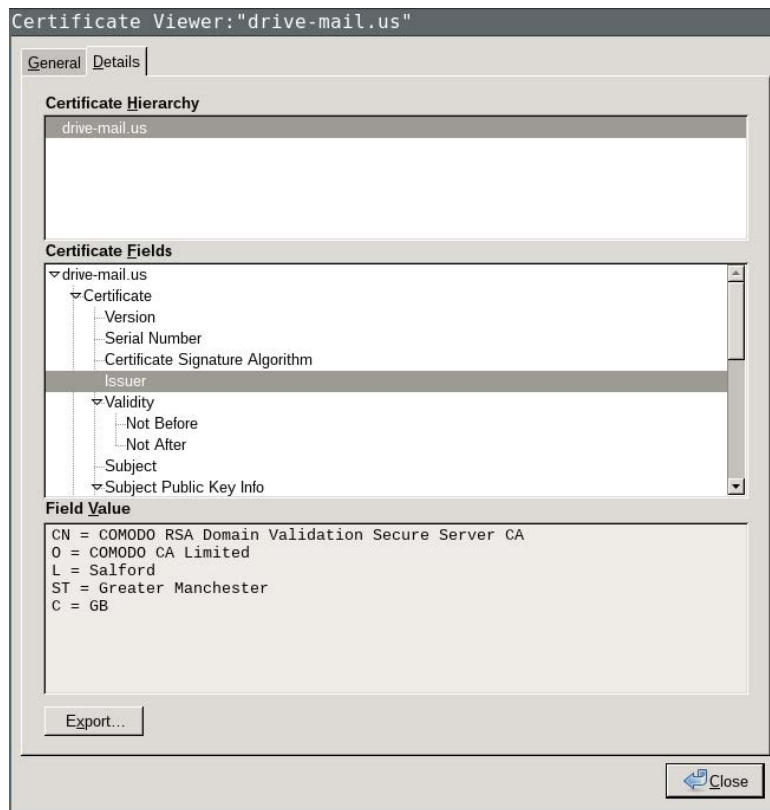 Certificate Viewer:"drive-mail.us"
General Details
Certificate Hierarchy
drive-mail.us
Certificate Fields
drive-mail.us
Certificate
Version
Serial Number
Certificate Signature Algorithm
Issuer
Validity
Not Before
Not After
Subject
Subject Public Key Info
Field Value
CN = COMODO RSA Domain Validation Secure Server CA
O = COMODO CA Limited
L = Salford
ST = Greater Manchester
C = GB
Export...
Close